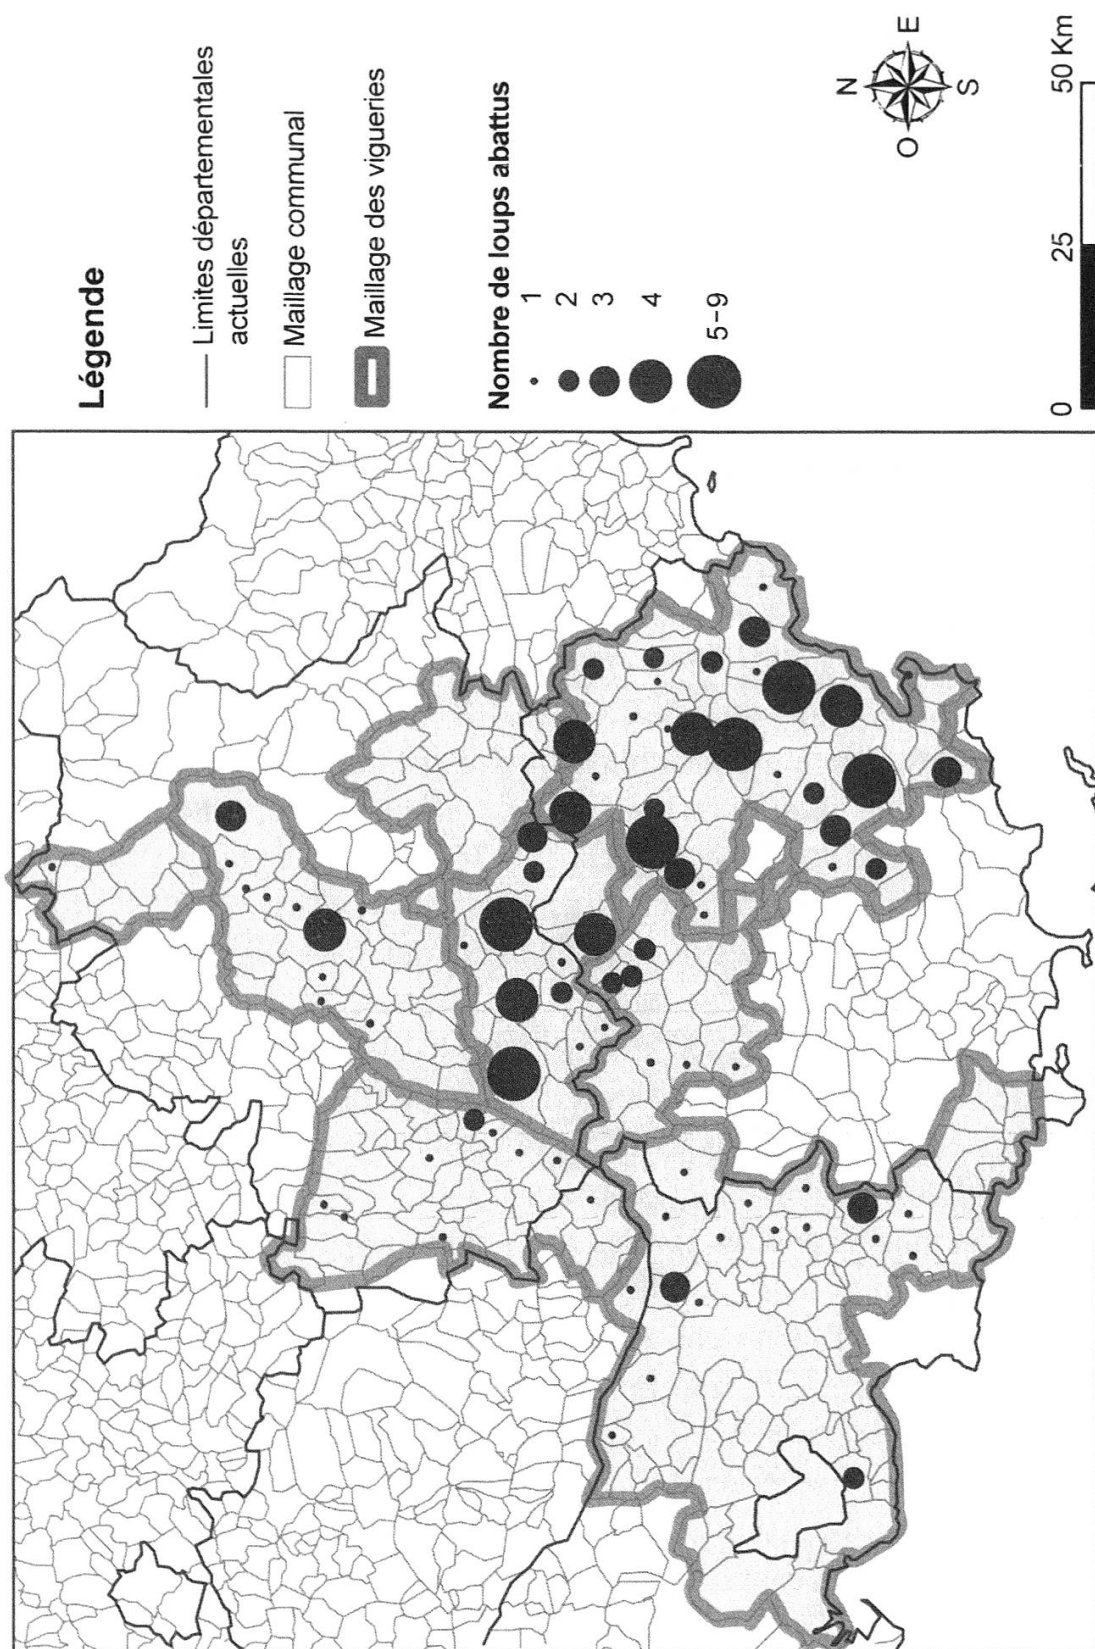 Légende
Limites départementales
actuelles
Maillage communal
Maillage des vigueries
Nombre de loups abattus
1
2
3
4
5-9
N
O
E
S
0
25
50 Km